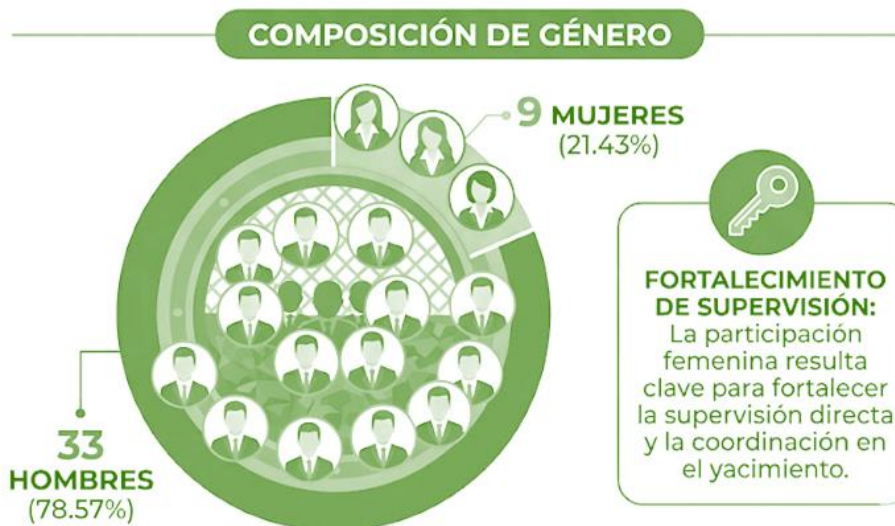 COMPOSICIÓN DE GÉNERO
9 MUJERES
(21.43%)
33
HOMBRES
(78.57%)
FORTALECIMIENTO
DE SUPERVISIÓN:
La participación
femenina resulta
clave para fortalecer
la supervisión directa
y la coordinación en
el yacimiento.